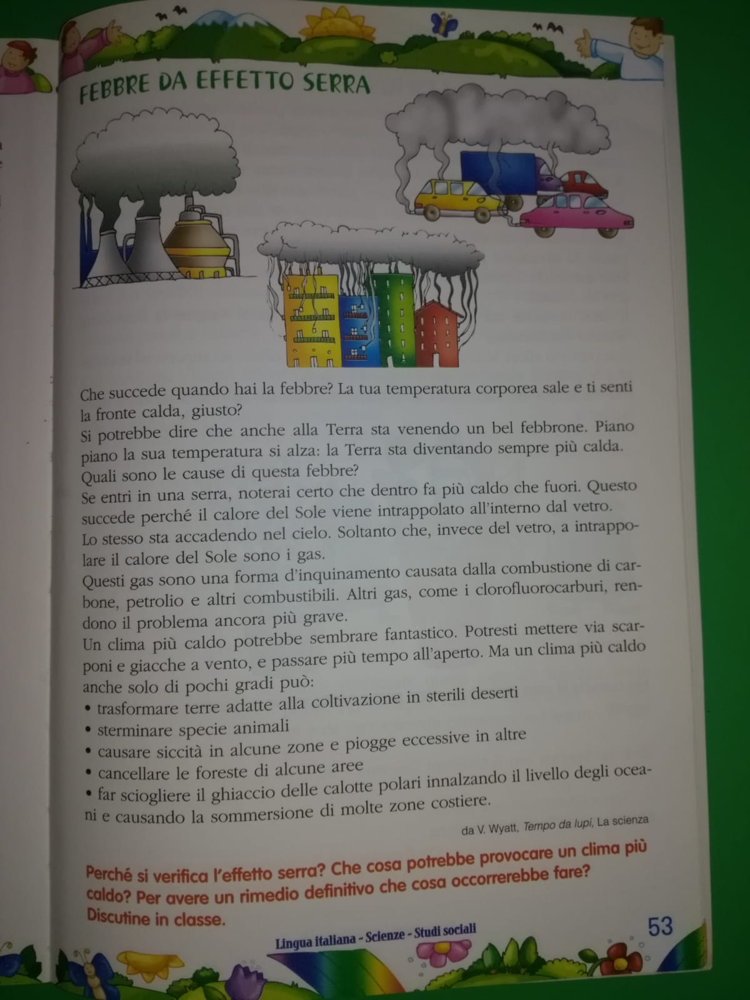 FEBBRE DA EFFETTO SERRA
Che succede quando hai la febbre? La tua temperatura corporea sale e ti senti
la fronte calda, giusto?
Si potrebbe dire che anche alla Terra sta venendo un bel febbrone. Piano
piano la sua temperatura si alza: la Terra sta diventando sempre più calda.
Quali sono le cause di questa febbre?
Se entri in una serra, noterai certo che dentro fa più caldo che fuori. Questo
succede perché il calore del Sole viene intrappolato all'interno dal vetro.
Lo stesso sta accadendo nel cielo. Soltanto che, invece del vetro, a intrappo-
lare il calore del Sole sono i gas.
Questi gas sono una forma d'inquinamento causata dalla combustione di car-
bone, petrolio e altri combustibili. Altri gas, come i clorofluorocarburi, ren-
dono il problema ancora più grave.
Un clima più caldo potrebbe sembrare fantastico. Potresti mettere via scar-
poni e giacche a vento, e passare più tempo all'aperto. Ma un clima più caldo
anche solo di pochi gradi può:
• trasformare terre adatte alla coltivazione in sterili deserti
• sterminare specie animali
• causare siccità in alcune zone e piogge eccessive in altre
• cancellare le foreste di alcune aree
• far sciogliere il ghiaccio delle calotte polari innalzando il livello degli ocea-
ni e causando la sommersione di molte zone costiere.
da V. Wyatt, Tempo da lupi, La scienza
Perché si verifica l'effetto serra? Che cosa potrebbe provocare un clima più
caldo? Per avere un rimedio definitivo che cosa occorrerebbe fare?
Discutine in classe.
Lingua italiana - Scienze - Studi sociali
53